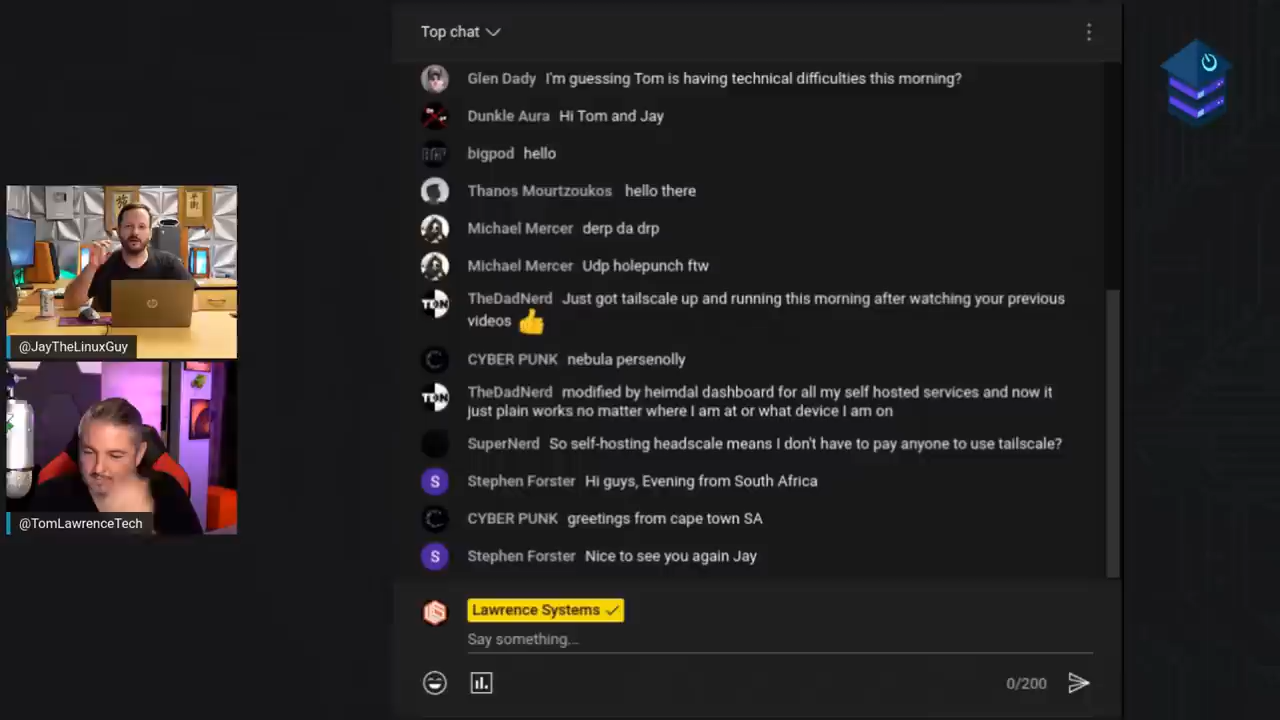 Top chat
Glen Dady I'm guessing Tom is having technical difficulties this morning?
Dunkle Aura Hi Tom and Jay
bigpod hello
Thanos Mourtzoukos hello there
Michael Mercer derp da drp
Michael Mercer Udp holepunch ftw
TheDadNerd Just got tailscale up and running this morning after watching your previous
videos
CYBER PUNK nebula personolly
TheDadNerd modified by heimdal dashboard for all my self hosted services and now it
just plain works no matter where I am at or what device I am on
SuperNerd So self-hosting headscale means I don't have to pay anyone to use tailscale?
Stephen Forster Hi guys, Evening from South Africa
CYBER PUNK greetings from cape town SA
Stephen Forster Nice to see you again Jay
Lawrence Systems
Say something...
0/200
@JayTheLinuxGuy
@TomLawrenceTech